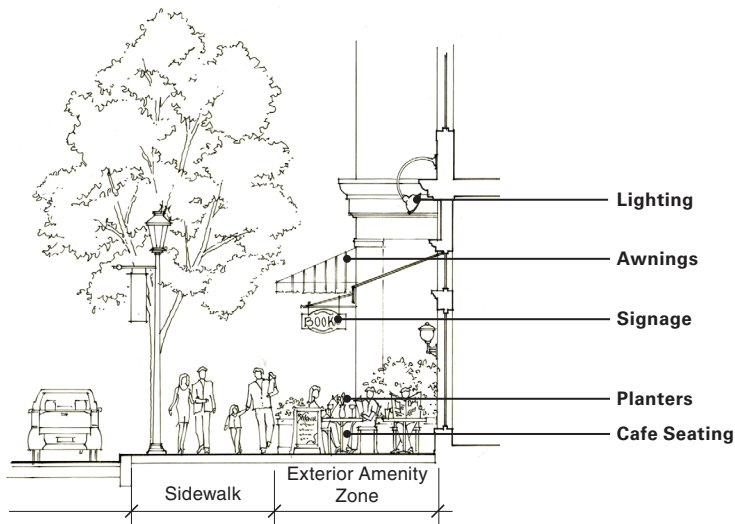 Lighting
Awnings
BOOK
Signage
Planters
Cafe Seating
Exterior Amenity
Zone
Sidewalk